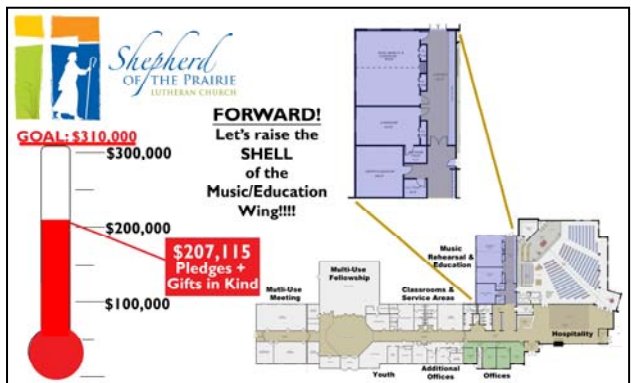 Shepherd
OF THE PRAIRIE
LUTHERAN CHURCH
GOAL: $310,000
$300,000
$200,000
$100,000
$207,115
Pledges +
Gifts in Kind
FORWARD!
Let's raise the
SHELL
of the
Music/Education
Wing!!!!
Music
Rehearsal &
Education
Multi-Use
Fellowship
Mutli-Use
Meeting
Classrooms &
Service Areas
Hospitality
Youth
Additional
Offices
Offices